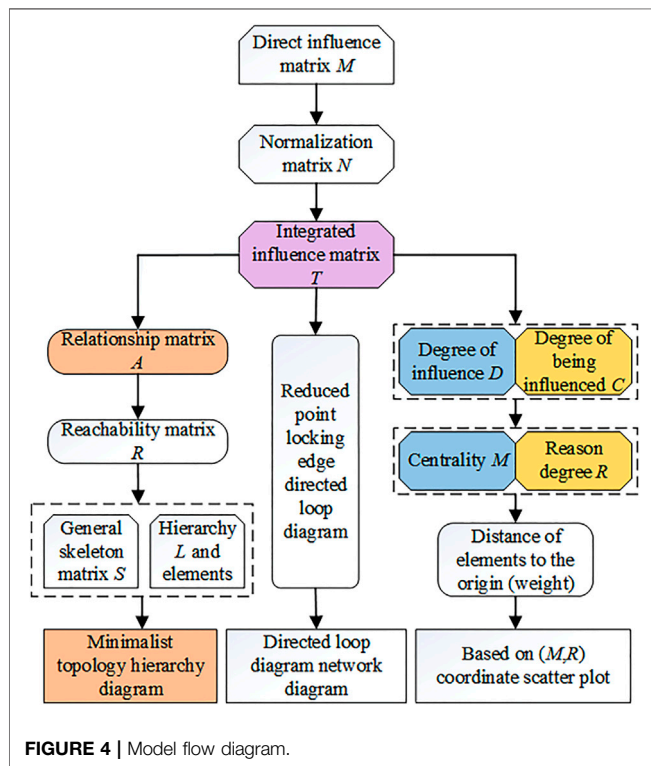 Direct influence
matrix M
Normalization
matrix N
Integrated
influence matrix
T
Relationship matrix
A
Reachability matrix
R
General
skeleton
matrix S
Hierarchy
L and
elements
Minimalist
topology hierarchy
diagram
Reduced
point
locking
edge
directed
loop
diagram
Directed loop
diagram network
diagram
Degree of
influence D
Degree of
being
influenced C
Centrality M
Reason
degree R
Distance of
elements to the
origin (weight)
Based on (M,R)
coordinate scatter plot
FIGURE 4 | Model flow diagram.